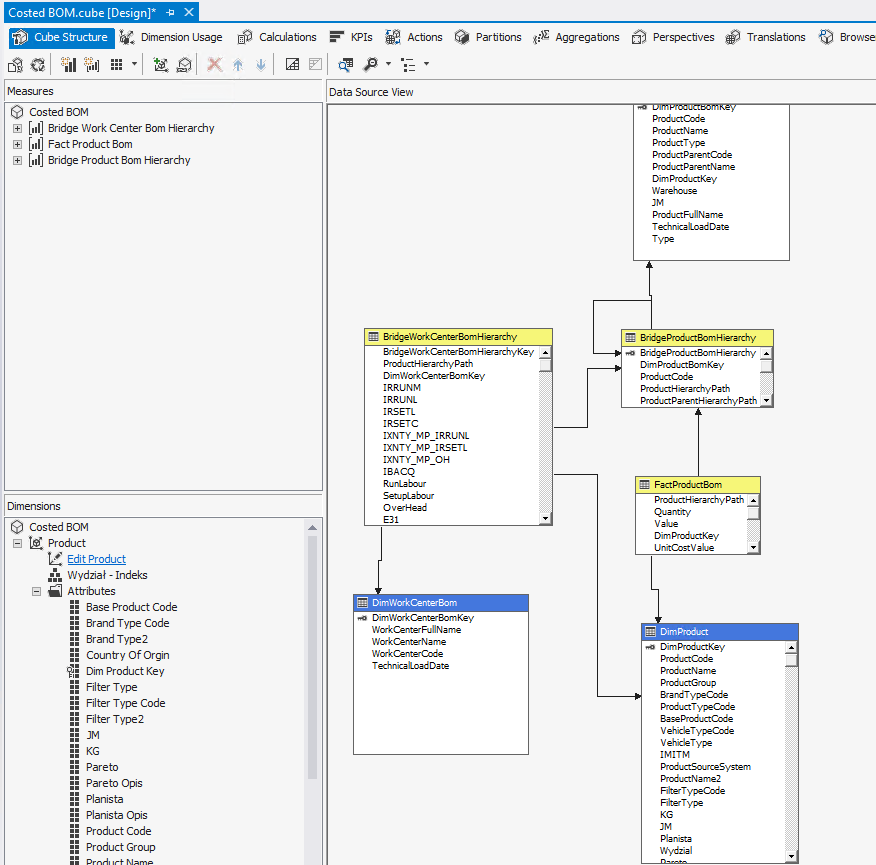 Costed BOM.cube [Design]*
Cube Structure Dimension Usage Calculations KPIs Actions Partitions Aggregations Perspectives Translations Browse
Measures
Costed BOM
Bridge Work Center Bom Hierarchy
Fact Product Bom
Bridge Product Bom Hierarchy
Dimensions
Costed BOM
Product
Edit Product
Wydział - Indeks
Attributes
Base Product Code
Brand Type Code
Brand Type2
Country Of Orgin
Dim Product Key
Filter Type
Filter Type Code
Filter Type2
JM
KG
Pareto
Pareto Opis
Planista
Planista Opis
Product Code
Product Group
Product Name
Data Source View
DimProductBomKey
ProductCode
ProductName
ProductType
ProductParentCode
ProductParentName
DimProductKey
Warehouse
JM
ProductFullName
TechnicalLoadDate
Type
BridgeWorkCenterBomHierarchy
BridgeWorkCenterBomHierarchyKey
ProductHierarchyPath
DimWorkCenterBomKey
IRRUNM
IRRUNL
IRSETL
IRSETC
IXNTY_MP_IRRUNL
IXNTY_MP_IRSETL
IXNTY_MP_OH
IBACQ
RunLabour
SetupLabour
OverHead
E31
BridgeProductBomHierarchy
BridgeProductBomHierarchy
DimProductBomKey
ProductCode
ProductHierarchyPath
ProductParentHierarchyPath
FactProductBom
ProductHierarchyPath
Quantity
Value
DimProductKey
UnitCostValue
DimWorkCenterBom
DimWorkCenterBomKey
WorkCenterFullName
WorkCenterName
WorkCenterCode
TechnicalLoadDate
DimProduct
DimProductKey
ProductCode
ProductName
ProductGroup
BrandTypeCode
ProductTypeCode
BaseProductCode
VehicleTypeCode
VehicleType
IMITM
ProductSourceSystem
ProductName2
FilterTypeCode
FilterType
KG
JM
Planista
Wydzial
Pareto